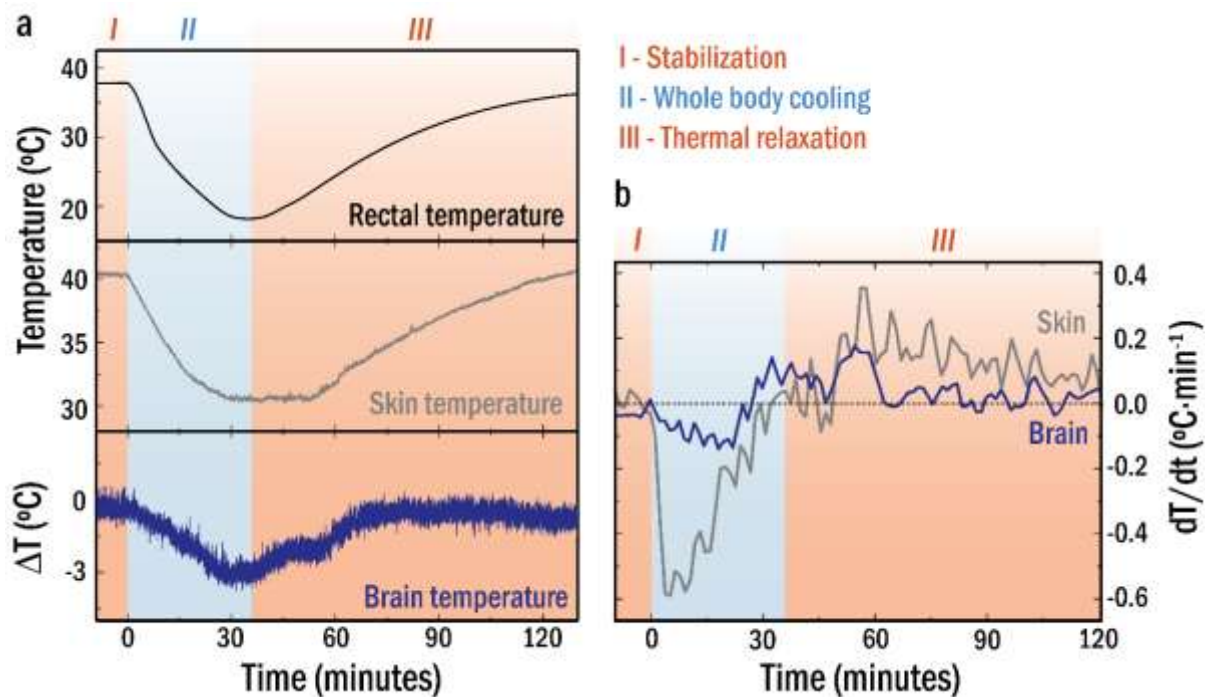 a
I II III
40
30
20
Rectal temperature
40
35
30
Skin temperature
0
-3
Brain temperature
Temperature (ºC)
ΔT (ºC)
0 30 60 90 120
Time (minutes)
I - Stabilization
II - Whole body cooling
III - Thermal relaxation
b
I II III
Skin
Brain
0.4
0.2
0.0
-0.2
-0.4
-0.6
dT/dt (ºC·min⁻¹)
0 30 60 90 120
Time (minutes)